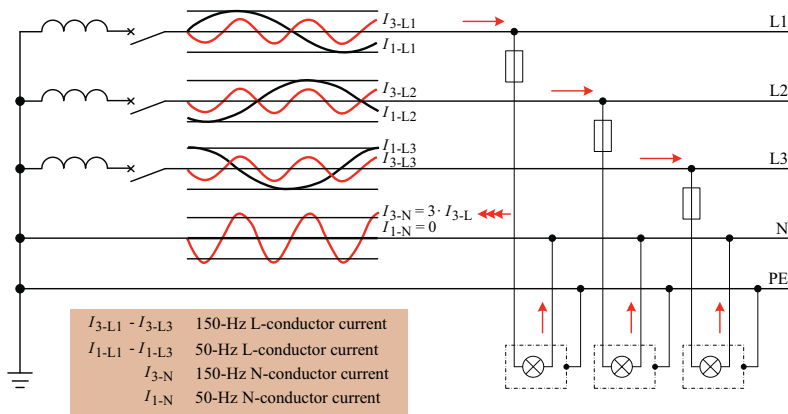 I3-L1
L1
I1-L1
I3-L2
L2
I1-L2
I1-L3
I3-L3
L3
I3-N = 3 · I3-L
I1-N = 0
N
PE
I3-L1 - I3-L3 150-Hz L-conductor current
I1-L1 - I1-L3 50-Hz L-conductor current
I3-N 150-Hz N-conductor current
I1-N 50-Hz N-conductor current